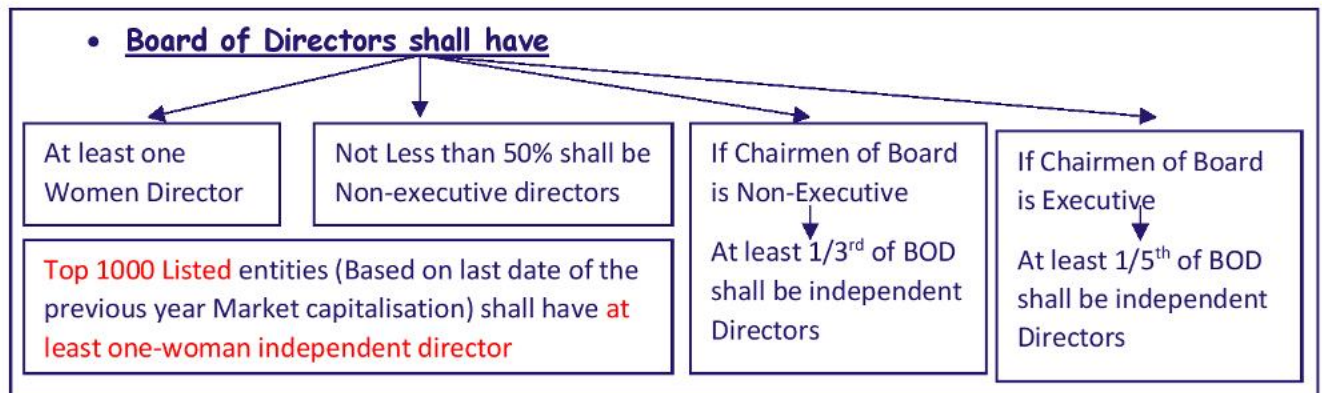 • Board of Directors shall have
At least one
Women Director
Not Less than 50% shall be
Non-executive directors
Top 1000 Listed entities (Based on last date of the
previous year Market capitalisation) shall have at
least one-woman independent director
If Chairmen of Board
is Non-Executive
At least 1/3rd of BOD
shall be independent
Directors
If Chairmen of Board
is Executive
At least 1/5th of BOD
shall be independent
Directors